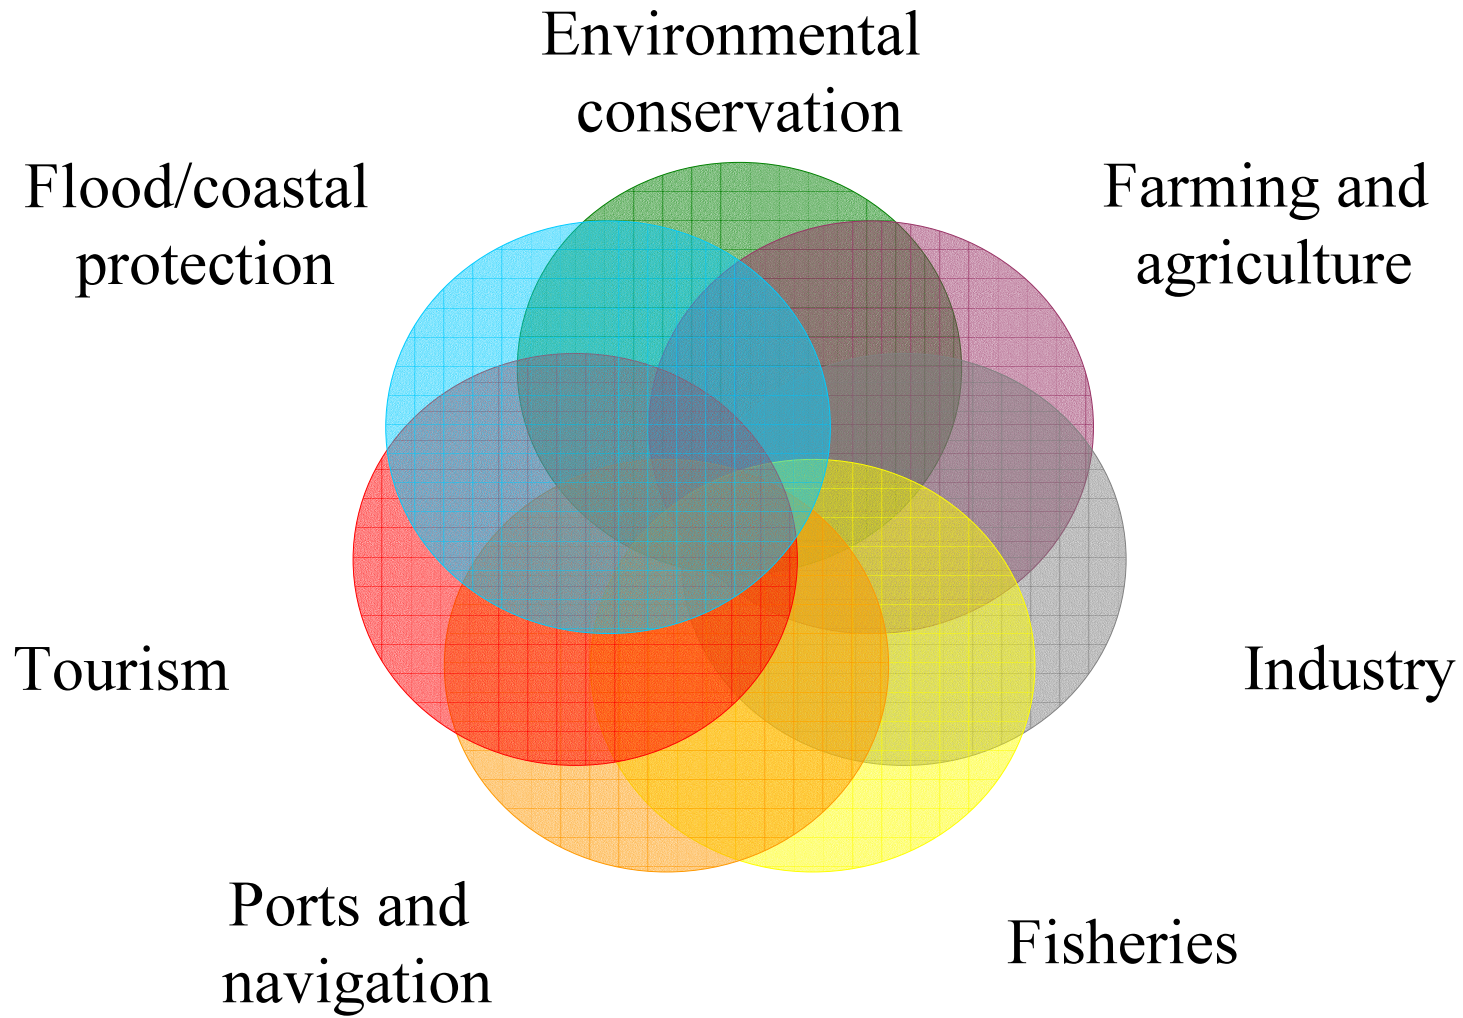 Environmental
conservation
Flood/coastal
protection
Farming and
agriculture
Tourism
Industry
Ports and
navigation
Fisheries